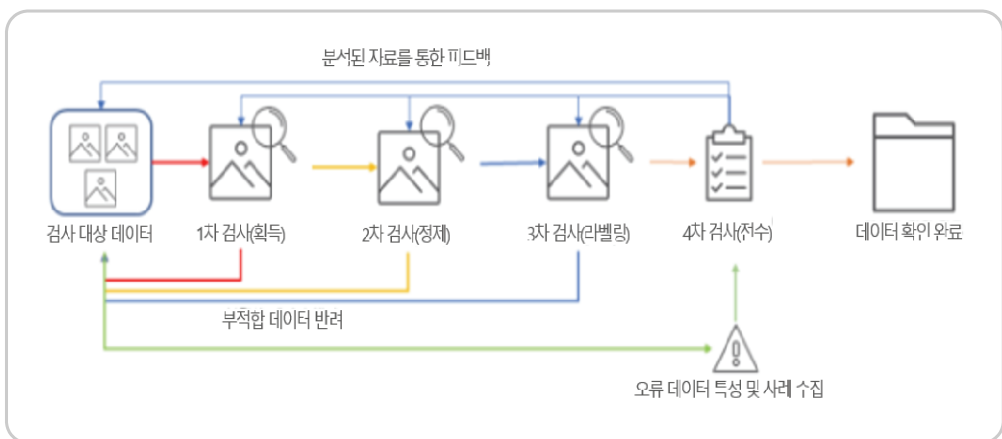 분석된 자료를 통한 피드백
검사 대상 데이터
1차 검사(획득)
2차 검사(정제)
3차 검사(라벨링)
4차 검사(전수)
데이터 확인 완료
부적합 데이터 반려
오류 데이터 특성 및 사례 수집